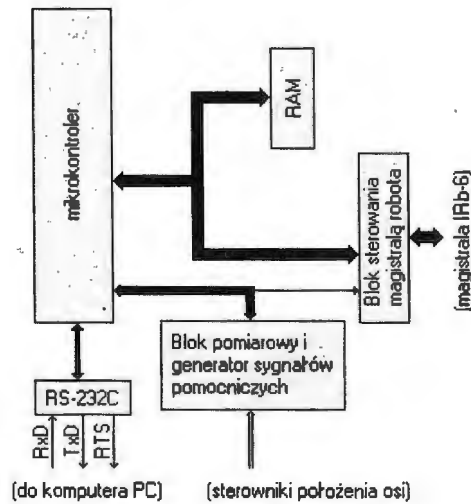 mikrokontroler
RAM
Blok sterowania
magistralą robota
(magistrala IRb-6)
Blok pomiarowy i
generator sygnałów
pomocniczych
RS-232C
RxD
TxD
RTS
(do komputera PC)
(sterowniki położenia osi)